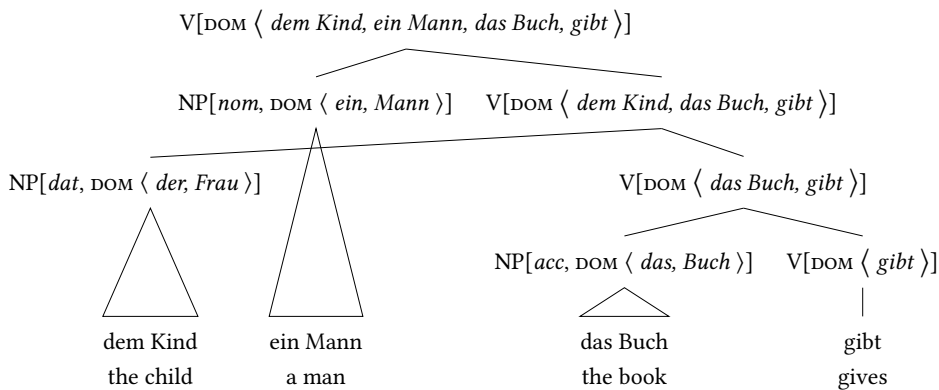 V[DOM ⟨ dem Kind, ein Mann, das Buch, gibt ⟩]
NP[nom, DOM ⟨ ein, Mann ⟩] V[DOM ⟨ dem Kind, das Buch, gibt ⟩]
NP[dat, DOM ⟨ der, Frau ⟩] V[DOM ⟨ das Buch, gibt ⟩]
NP[acc, DOM ⟨ das, Buch ⟩] V[DOM ⟨ gibt ⟩]
dem Kind ein Mann das Buch gibt
the child a man the book gives